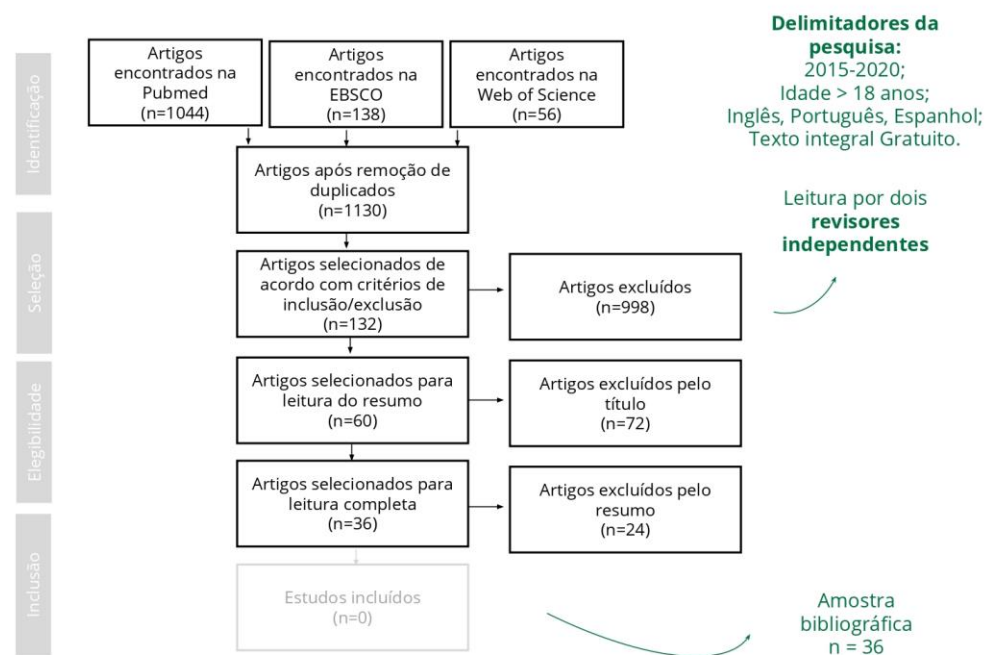 Identificação
Seleção
Elegibilidade
Inclusão
Artigos
encontrados na
Pubmed
(n=1044)
Artigos
encontrados na
EBSCO
(n=138)
Artigos
encontrados na
Web of Science
(n=56)
Artigos após remoção de
duplicados
(n=1130)
Artigos selecionados de
acordo com critérios de
inclusão/exclusão
(n=132)
Artigos excluídos
(n=998)
Artigos selecionados para
leitura do resumo
(n=60)
Artigos excluídos pelo
título
(n=72)
Artigos selecionados para
leitura completa
(n=36)
Artigos excluídos pelo
resumo
(n=24)
Estudos incluídos
(n=0)
Delimitadores da
pesquisa:
2015-2020;
Idade > 18 anos;
Inglês, Português, Espanhol;
Texto integral Gratuito.
Leitura por dois
revisores
independentes
Amostra
bibliográfica
n = 36